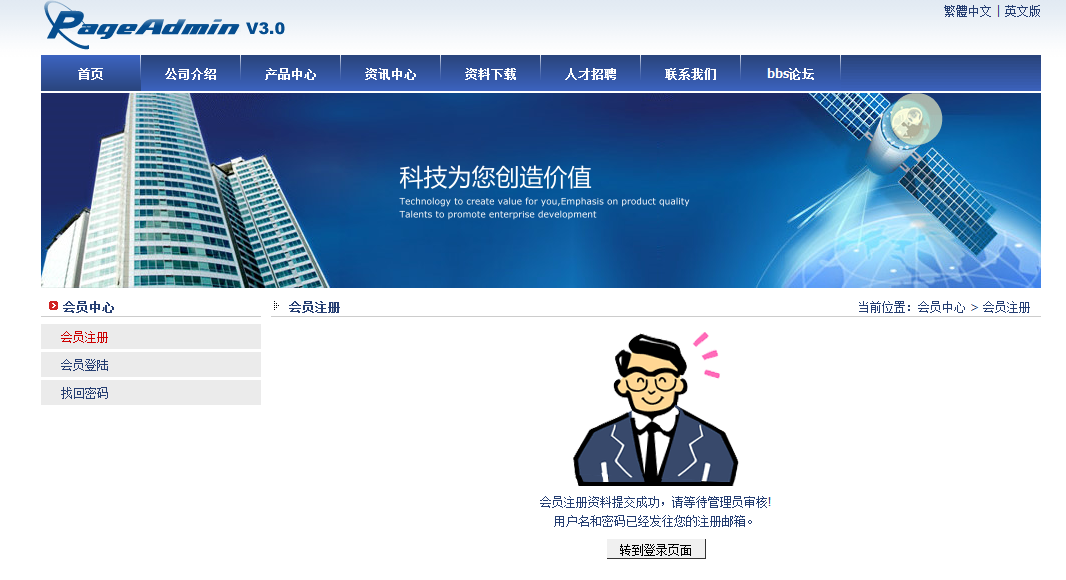 PageAdmin V3.0
繁體中文 | 英文版
首页 公司介绍 产品中心 资讯中心 资料下载 人才招聘 联系我们 bbs论坛
科技为您创造价值
Technology to create value for you,Emphasis on product quality
Talents to promote enterprise development
会员中心
会员注册
会员登陆
找回密码
会员注册
当前位置：会员中心 > 会员注册
会员注册资料提交成功，请等待管理员审核!
用户名和密码已经发往您的注册邮箱。
转到登录页面